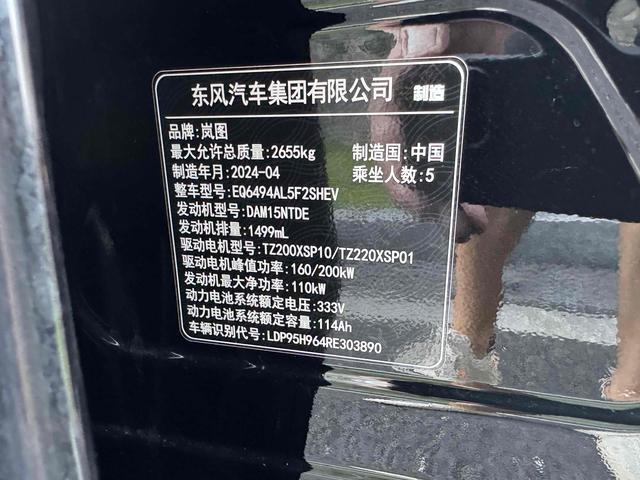 东风汽车集团有限公司 制造
品牌:岚图
最大允许总质量:2655kg 制造国:中国
制造年月:2024-04 乘坐人数:5
整车型号:EQ6494AL5F2SHEV
发动机型号:DAM15NTDE
发动机排量:1499mL
驱动电机型号:TZ200XSP10/TZ220XSP01
驱动电机峰值功率:160/200kW
发动机最大净功率:110kW
动力电池系统额定电压:333V
动力电池系统额定容量:114Ah
车辆识别代号:LDP95H964RE303890